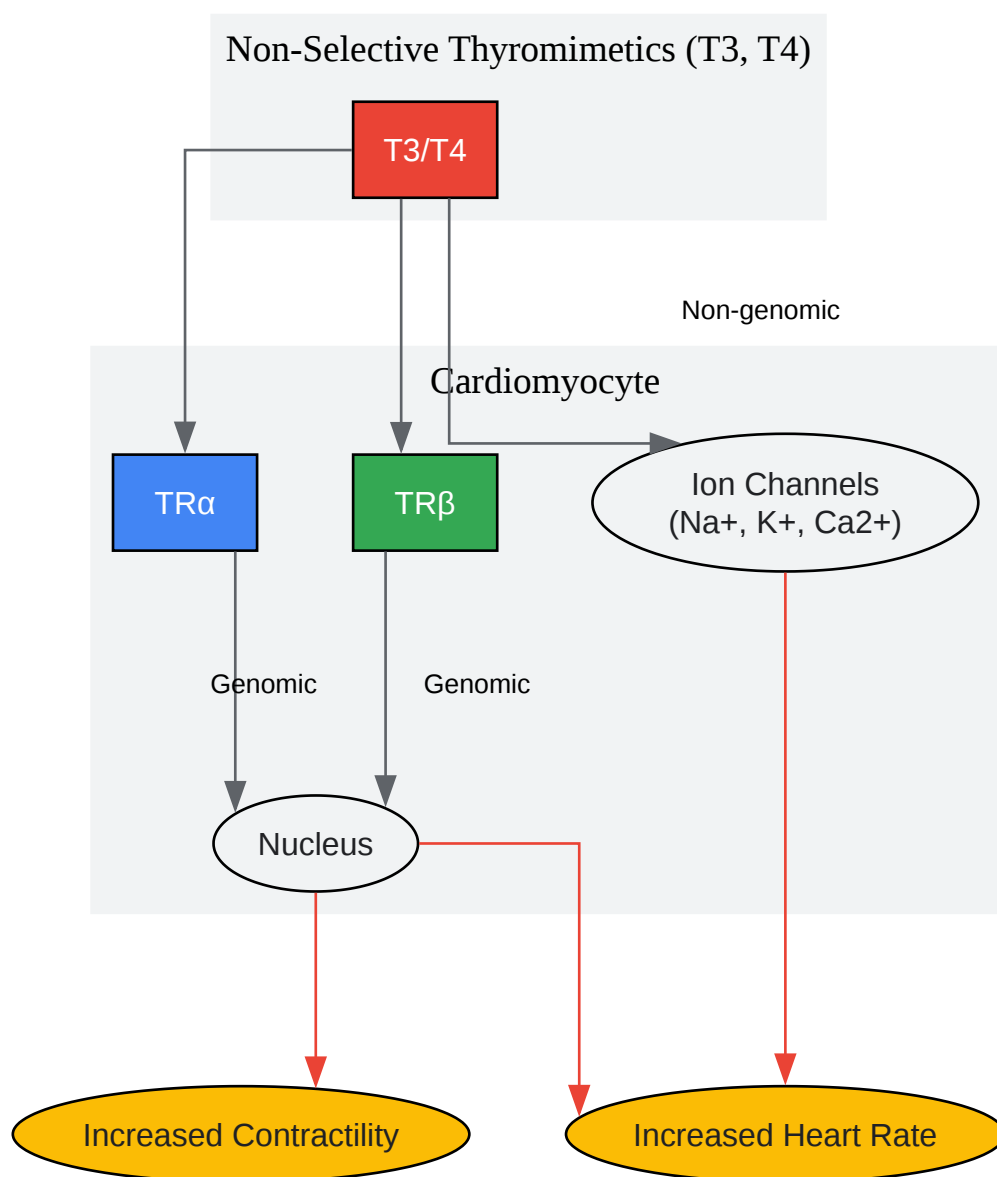 Non-Selective Thyromimetics (T3, T4)
T3/T4
Non-genomic
Cardiomyocyte
TRα
TRβ
Ion Channels
(Na+, K+, Ca2+)
Genomic
Genomic
Nucleus
Increased Contractility
Increased Heart Rate